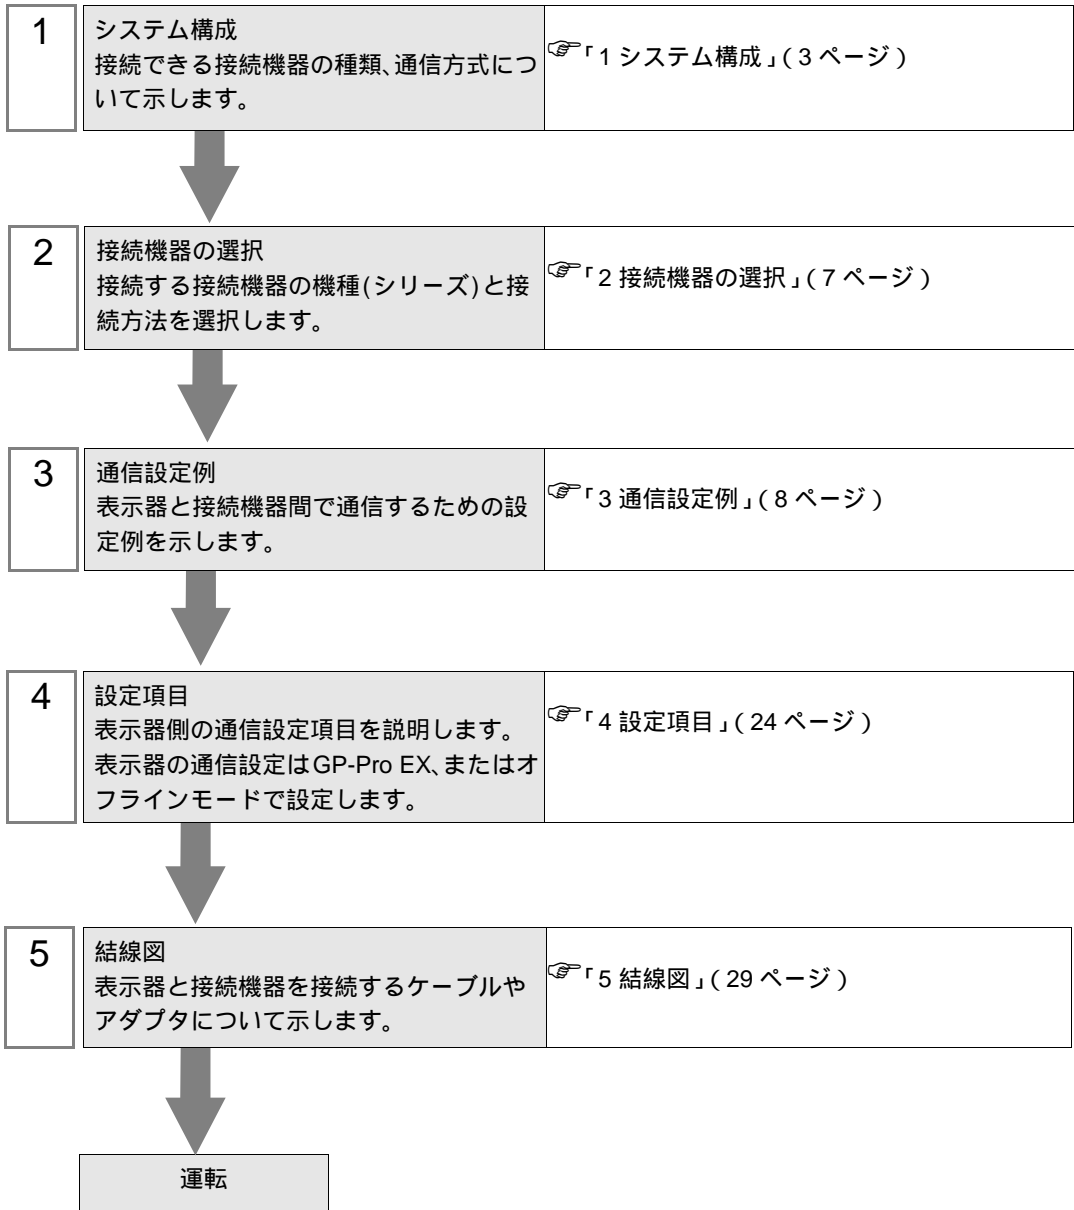 1
システム構成
接続できる接続機器の種類、通信方式につ
いて示します。
☞「1 システム構成」( 3 ページ )
2
接続機器の選択
接続する接続機器の機種(シリーズ)と接
続方法を選択します。
☞「2 接続機器の選択」( 7 ページ )
3
通信設定例
表示器と接続機器間で通信するための設
定例を示します。
☞「3 通信設定例」( 8 ページ )
4
設定項目
表示器側の通信設定項目を説明します。
表示器の通信設定はGP-Pro EX、またはオ
フラインモードで設定します。
☞「4 設定項目」( 24 ページ )
5
結線図
表示器と接続機器を接続するケーブルや
アダプタについて示します。
☞「5 結線図」( 29 ページ )
運転